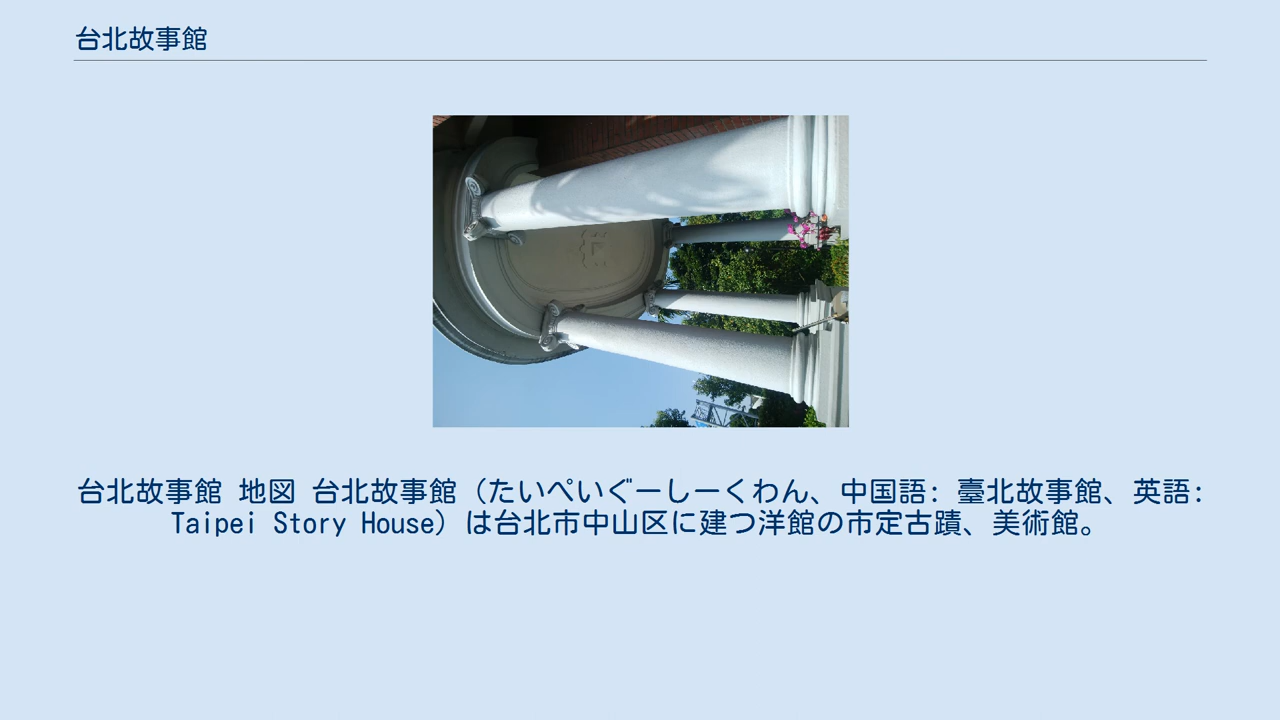 台北故事館
台北故事館 地図 台北故事館（たいぺいぐーしーくわん、中国語: 臺北故事館、英語:
Taipei Story House）は台北市中山区に建つ洋館の市定古蹟、美術館。